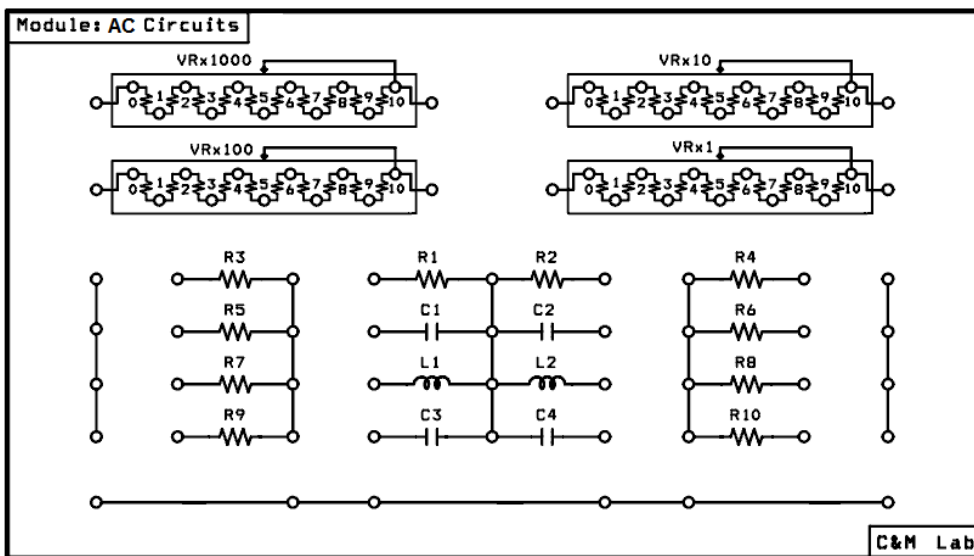 Module: AC Circuits
VRx1000 VRx10
0 1 2 3 4 5 6 7 8 9 10 0 1 2 3 4 5 6 7 8 9 10
VRx100 VRx1
0 1 2 3 4 5 6 7 8 9 10 0 1 2 3 4 5 6 7 8 9 10
R3 R1 R2 R4
R5 C1 C2 R6
R7 L1 L2 R8
R9 C3 C4 R10
C&M Lab